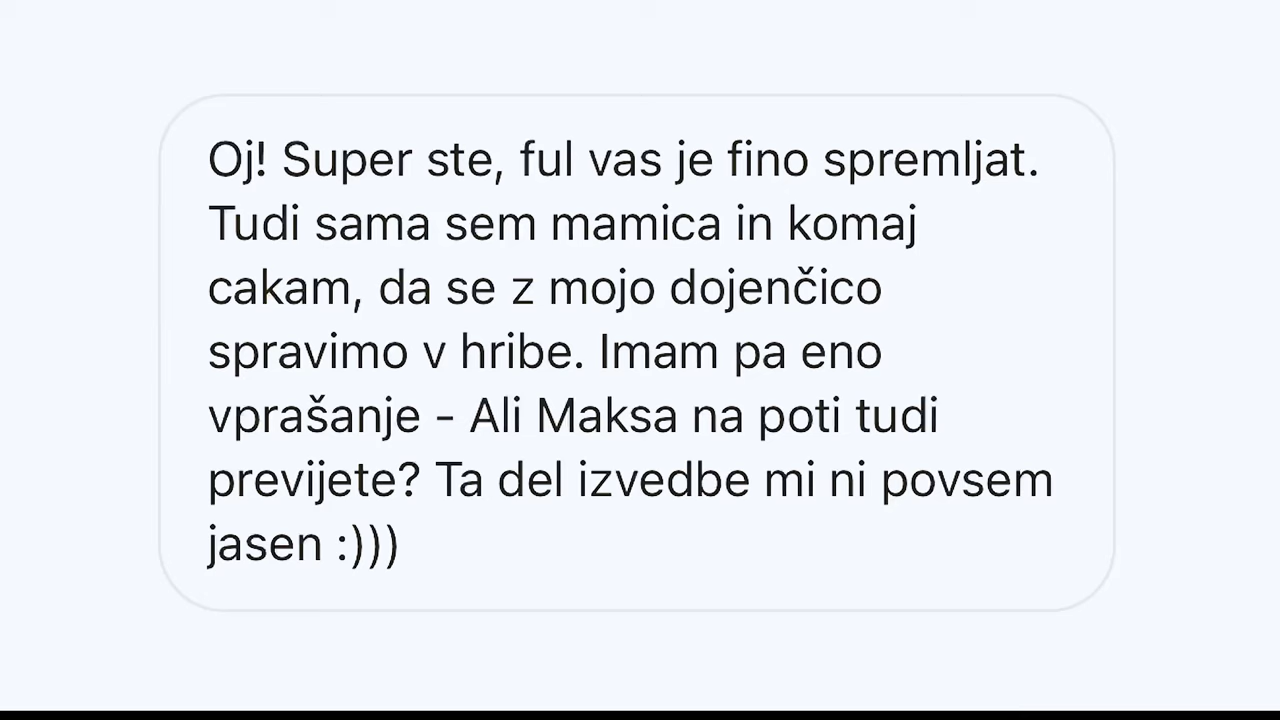 Oj! Super ste, ful vas je fino spremljat.
Tudi sama sem mamica in komaj
cakam, da se z mojo dojenčico
spravimo v hribe. Imam pa eno
vprašanje - Ali Maksa na poti tudi
previjete? Ta del izvedbe mi ni povsem
jasen :)))